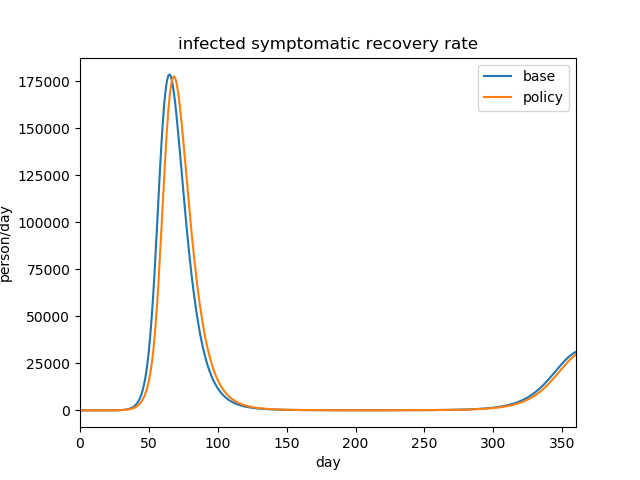 infected symptomatic recovery rate
base
policy
person/day
175000
150000
125000
100000
75000
50000
25000
0
0 50 100 150 200 250 300 350
day